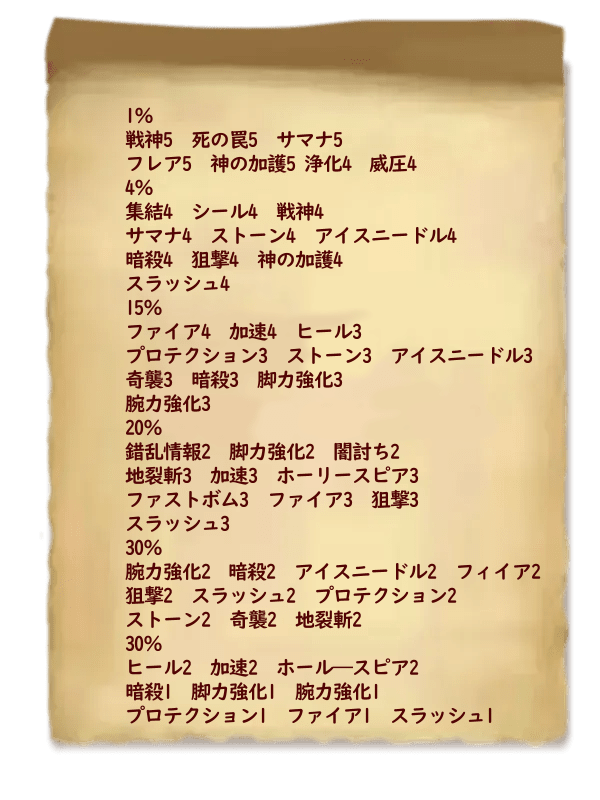 1%
戦神5　死の罠5　サマナ5
フレア5　神の加護5 浄化4　威圧4
4%
集結4　シール4　戦神4
サマナ4　ストーン4　アイスニードル4
暗殺4　狙撃4　神の加護4
スラッシュ4
15%
ファイア4　加速4　ヒール3
プロテクション3　ストーン3　アイスニードル3
奇襲3　暗殺3　脚力強化3
腕力強化3
20%
錯乱情報2　脚力強化2　闇討ち2
地裂斬3　加速3　ホーリースピア3
ファストボム3　ファイア3　狙撃3
スラッシュ3
30%
腕力強化2　暗殺2　アイスニードル2　フィイア2
狙撃2　スラッシュ2　プロテクション2
ストーン2　奇襲2　地裂斬2
30%
ヒール2　加速2　ホール―スピア2
暗殺1　脚力強化1　腕力強化1
プロテクション1　ファイア1　スラッシュ1